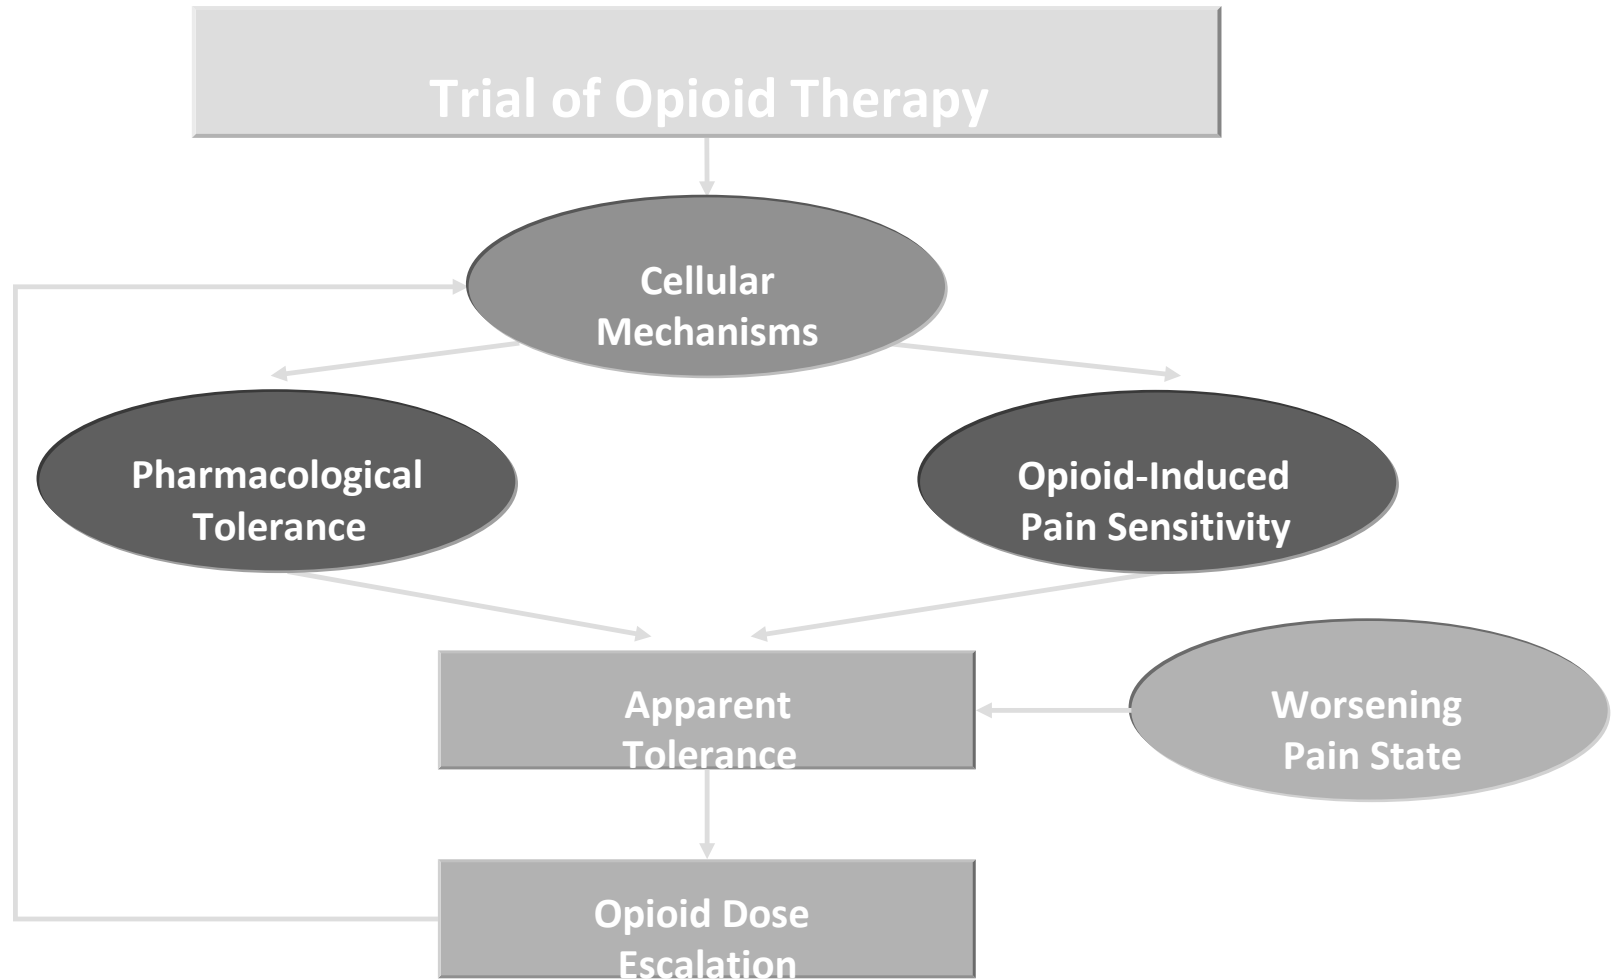 Trial of Opioid Therapy
Cellular
Mechanisms
Pharmacological
Tolerance
Opioid-Induced
Pain Sensitivity
Apparent
Tolerance
Worsening
Pain State
Opioid Dose
Escalation